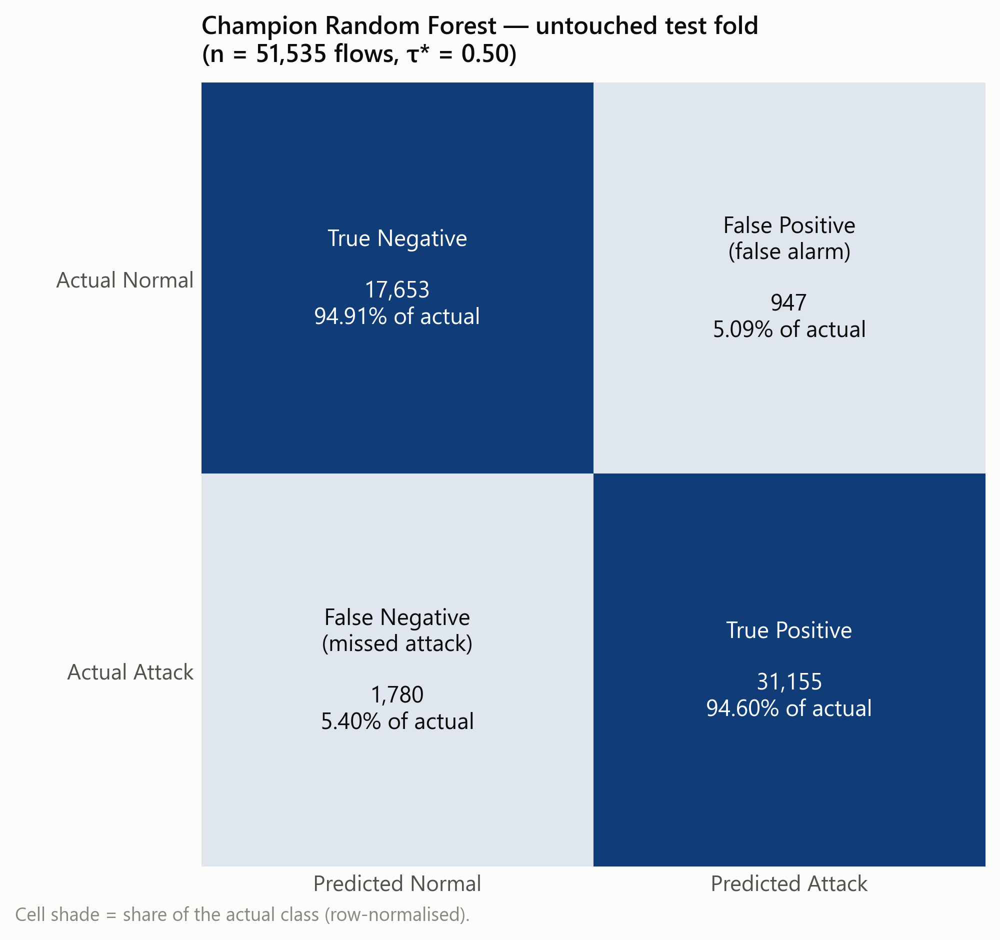 Champion Random Forest — untouched test fold
(n = 51,535 flows, τ* = 0.50)
Actual Normal
True Negative
17,653
94.91% of actual
False Positive
(false alarm)
947
5.09% of actual
Actual Attack
False Negative
(missed attack)
1,780
5.40% of actual
True Positive
31,155
94.60% of actual
Predicted Normal
Predicted Attack
Cell shade = share of the actual class (row-normalised).